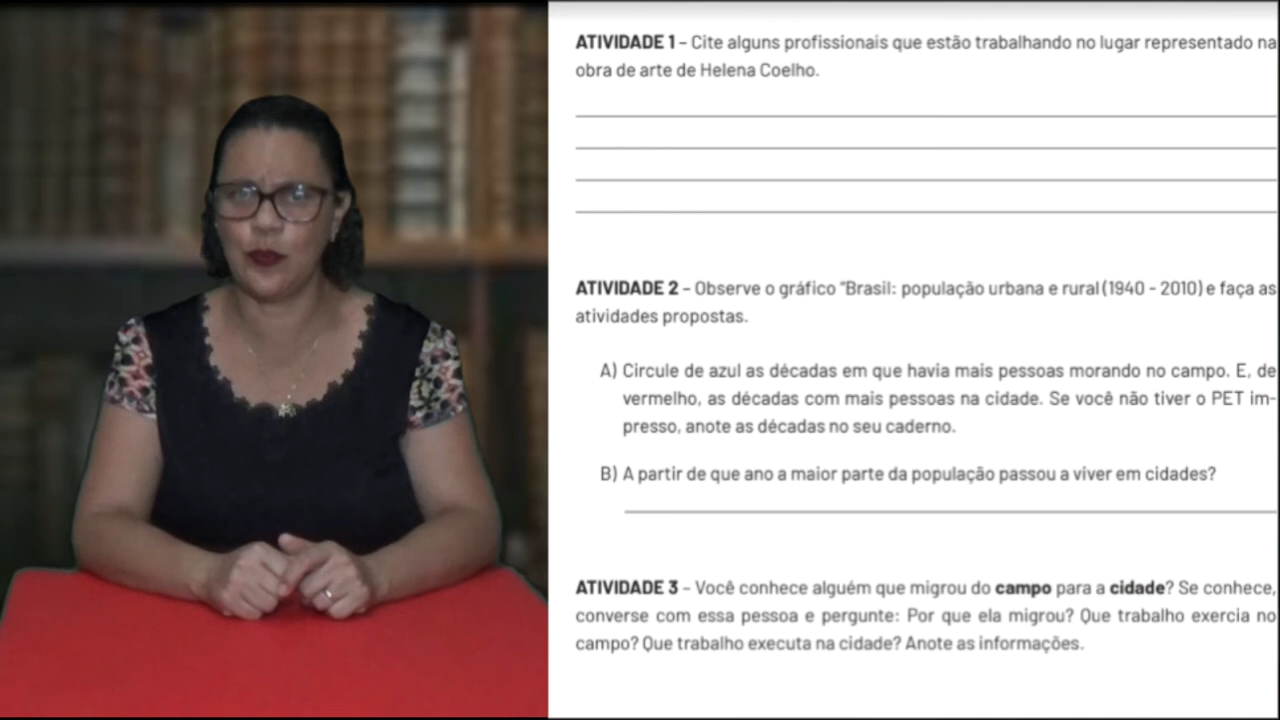 ATIVIDADE 1 – Cite alguns profissionais que estão trabalhando no lugar representado na
obra de arte de Helena Coelho.
ATIVIDADE 2 – Observe o gráfico "Brasil: população urbana e rural (1940 - 2010) e faça as
atividades propostas.
A) Circule de azul as décadas em que havia mais pessoas morando no campo. E, de
vermelho, as décadas com mais pessoas na cidade. Se você não tiver o PET im-
presso, anote as décadas no seu caderno.
B) A partir de que ano a maior parte da população passou a viver em cidades?
ATIVIDADE 3 – Você conhece alguém que migrou do campo para a cidade? Se conhece,
converse com essa pessoa e pergunte: Por que ela migrou? Que trabalho exercia no
campo? Que trabalho executa na cidade? Anote as informações.